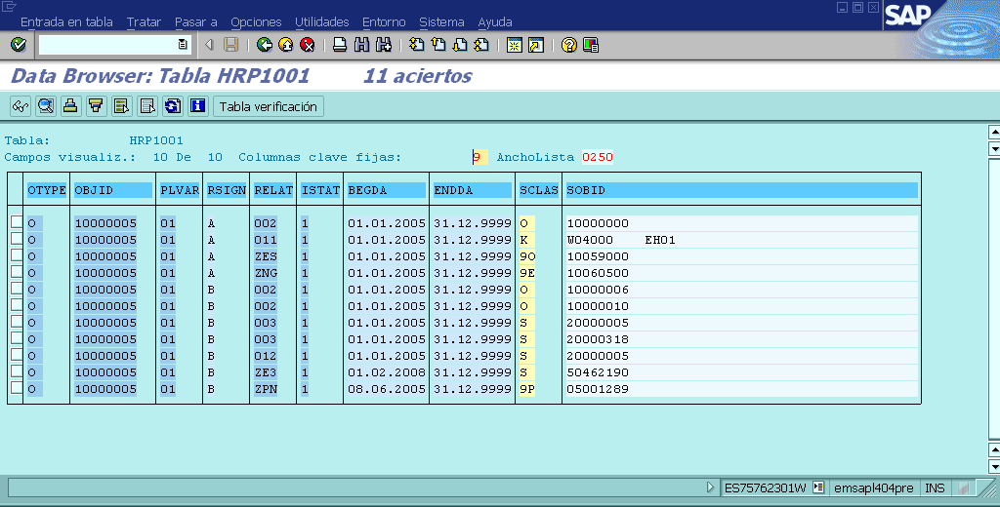 Entrada en tabla Tratar Pasar a Opciones Utilidades Entorno Sistema Ayuda
SAP
Data Browser: Tabla HRP1001 11 aciertos
Tabla verificación
Tabla: HRP1001
Campos visualiz.: 10 De 10 Columnas clave fijas: 9 AnchoLista 0250
OTYPE OBJID PLVAR RSIGN RELAT ISTAT BEGDA ENDDA SCLAS SOBID
O 10000005 01 A 002 1 01.01.2005 31.12.9999 O 10000000
O 10000005 01 A 011 1 01.01.2005 31.12.9999 K W04000 EH01
O 10000005 01 A ZES 1 01.01.2005 31.12.9999 9O 10059000
O 10000005 01 A ZNG 1 01.01.2005 31.12.9999 9E 10060500
O 10000005 01 B 002 1 01.01.2005 31.12.9999 O 10000006
O 10000005 01 B 002 1 01.01.2005 31.12.9999 O 10000010
O 10000005 01 B 003 1 01.01.2005 31.12.9999 S 20000005
O 10000005 01 B 003 1 01.01.2005 31.12.9999 S 20000318
O 10000005 01 B 012 1 01.01.2005 31.12.9999 S 20000005
O 10000005 01 B ZE3 1 01.02.2008 31.12.9999 S 50462190
O 10000005 01 B ZPN 1 08.06.2005 31.12.9999 9P 05001289
ES75762301W emsapl404pre INS